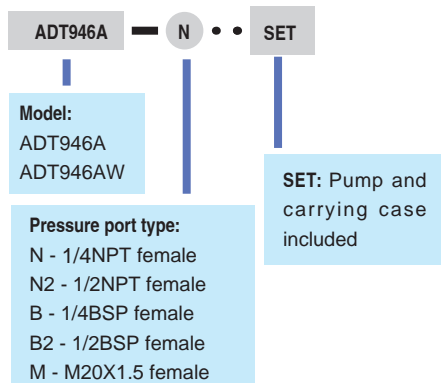 ADT946A — N • • SET
Model:
ADT946A
ADT946AW
Pressure port type:
N - 1/4NPT female
N2 - 1/2NPT female
B - 1/4BSP female
B2 - 1/2BSP female
M - M20X1.5 female
SET: Pump and
carrying case
included